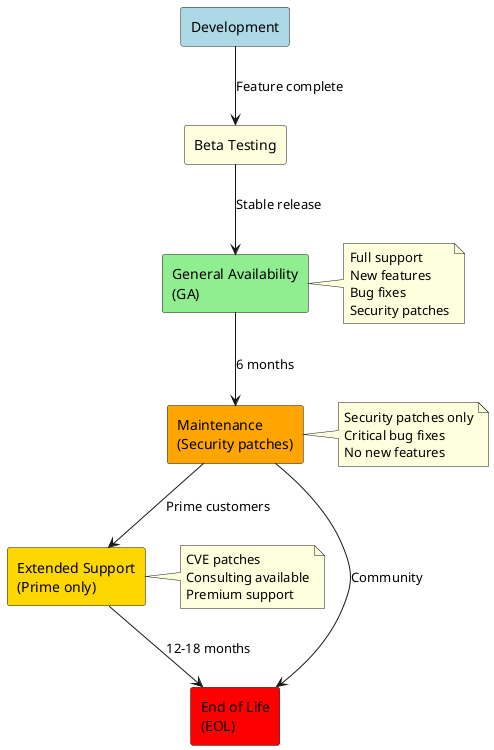 Development
Feature complete
Beta Testing
Stable release
General Availability
(GA)
Full support
New features
Bug fixes
Security patches
6 months
Maintenance
(Security patches)
Security patches only
Critical bug fixes
No new features
Prime customers
Extended Support
(Prime only)
CVE patches
Consulting available
Premium support
Community
12-18 months
End of Life
(EOL)